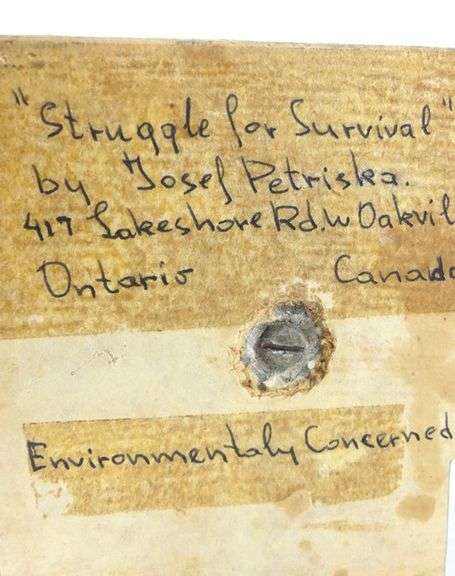 "Struggle for Survival"
by Josef Petriska.
417 Lakeshore Rd.W Oakvil
Ontario Canada
Environmentaly Concerned